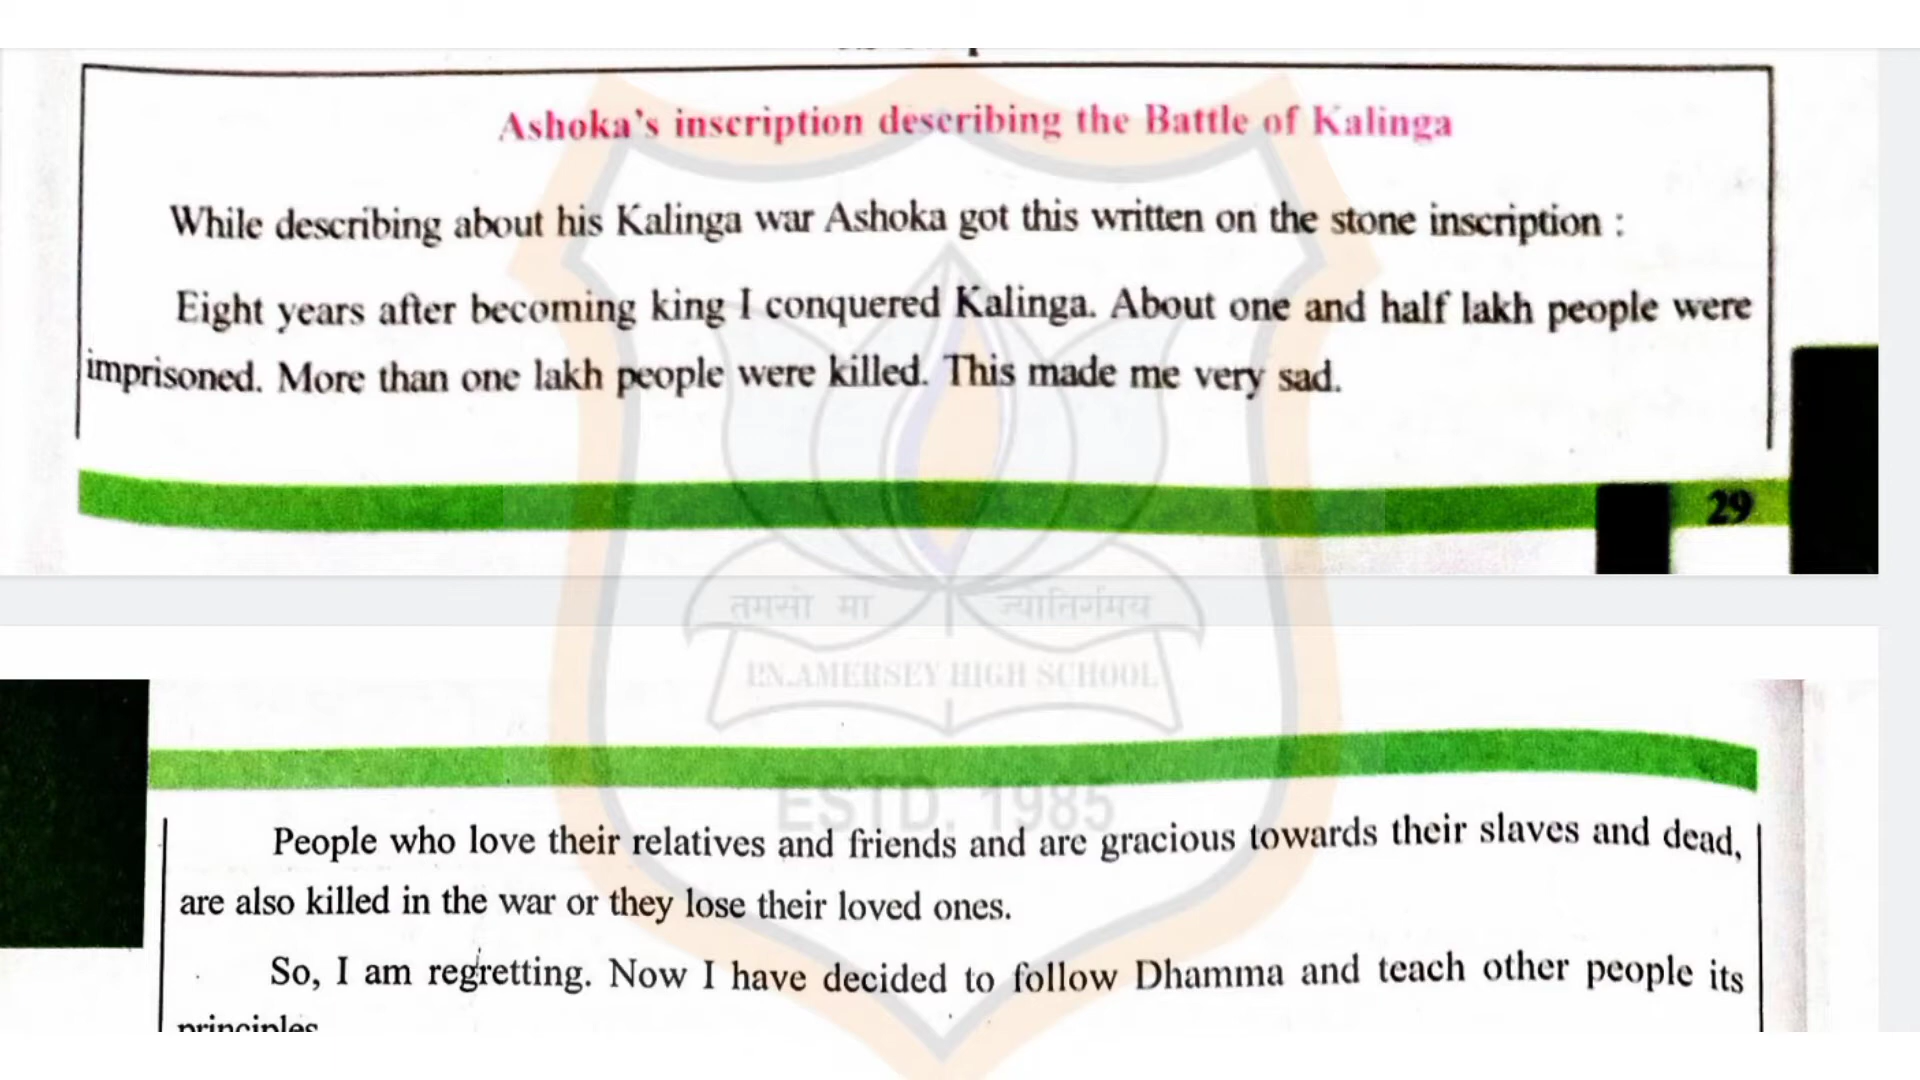 Ashoka's inscription describing the Battle of Kalinga
While describing about his Kalinga war Ashoka got this written on the stone inscription :
Eight years after becoming king I conquered Kalinga. About one and half lakh people were
imprisoned. More than one lakh people were killed. This made me very sad.
29
तमसो मा ज्योतिर्गमय
P.N.AMERSEY HIGH SCHOOL
ESTD. 1985
People who love their relatives and friends and are gracious towards their slaves and dead,
are also killed in the war or they lose their loved ones.
So, I am regretting. Now I have decided to follow Dhamma and teach other people its
principles